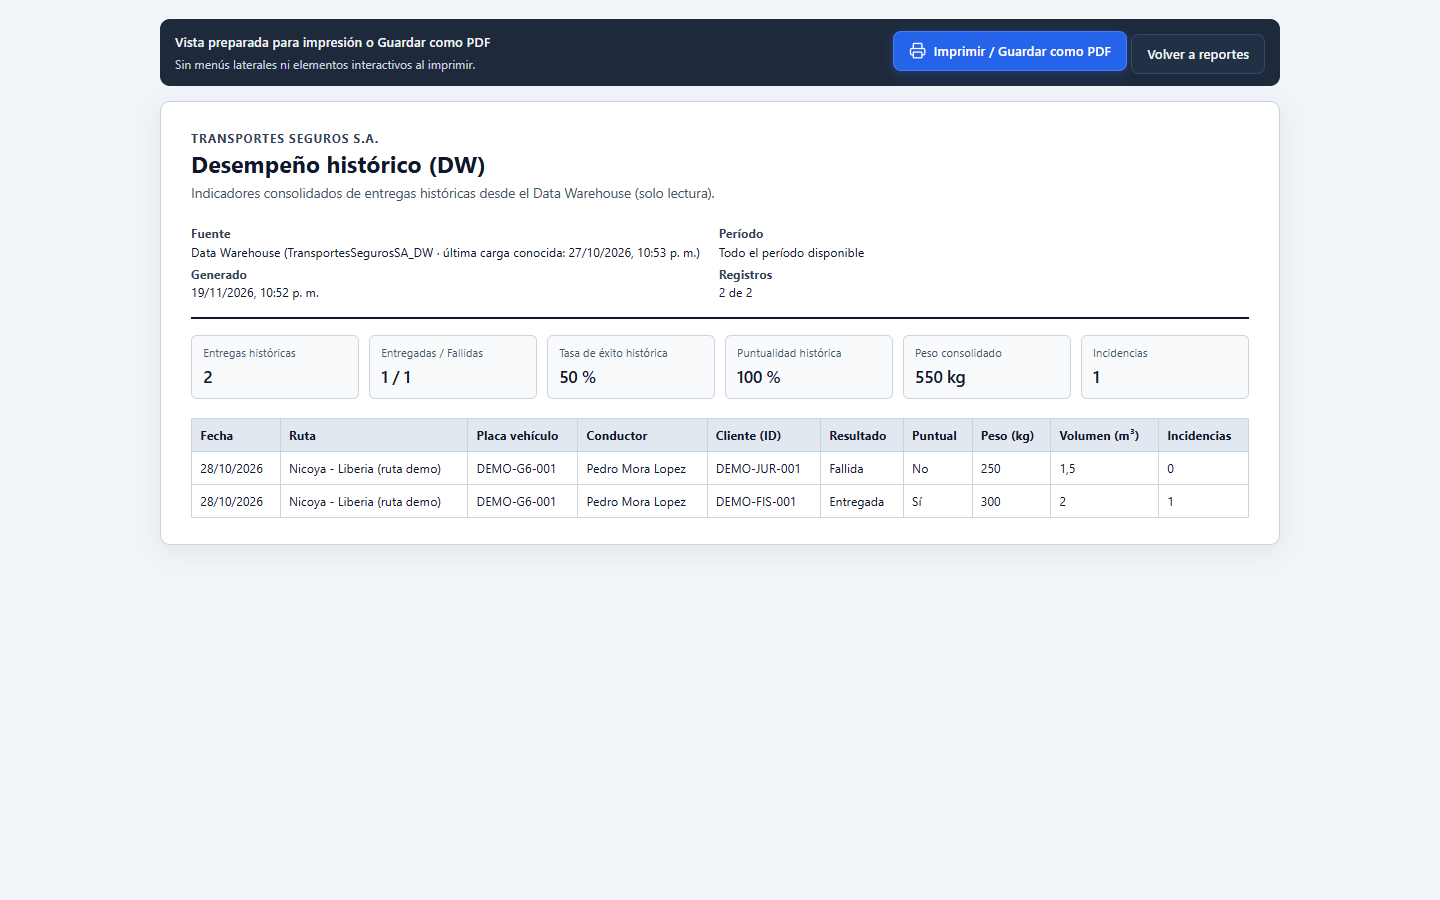 Vista preparada para impresión o Guardar como PDF
Sin menús laterales ni elementos interactivos al imprimir.
Imprimir / Guardar como PDF
Volver a reportes
TRANSPORTES SEGUROS S.A.
Desempeño histórico (DW)
Indicadores consolidados de entregas históricas desde el Data Warehouse (solo lectura).
Fuente
Data Warehouse (TransportesSegurosSA_DW · última carga conocida: 27/10/2026, 10:53 p. m.)
Período
Todo el período disponible
Generado
19/11/2026, 10:52 p. m.
Registros
2 de 2
Entregas históricas
2
Entregadas / Fallidas
1 / 1
Tasa de éxito histórica
50 %
Puntualidad histórica
100 %
Peso consolidado
550 kg
Incidencias
1
Fecha Ruta Placa vehículo Conductor Cliente (ID) Resultado Puntual Peso (kg) Volumen (m³) Incidencias
28/10/2026 Nicoya - Liberia (ruta demo) DEMO-G6-001 Pedro Mora Lopez DEMO-JUR-001 Fallida No 250 1,5 0
28/10/2026 Nicoya - Liberia (ruta demo) DEMO-G6-001 Pedro Mora Lopez DEMO-FIS-001 Entregada Sí 300 2 1